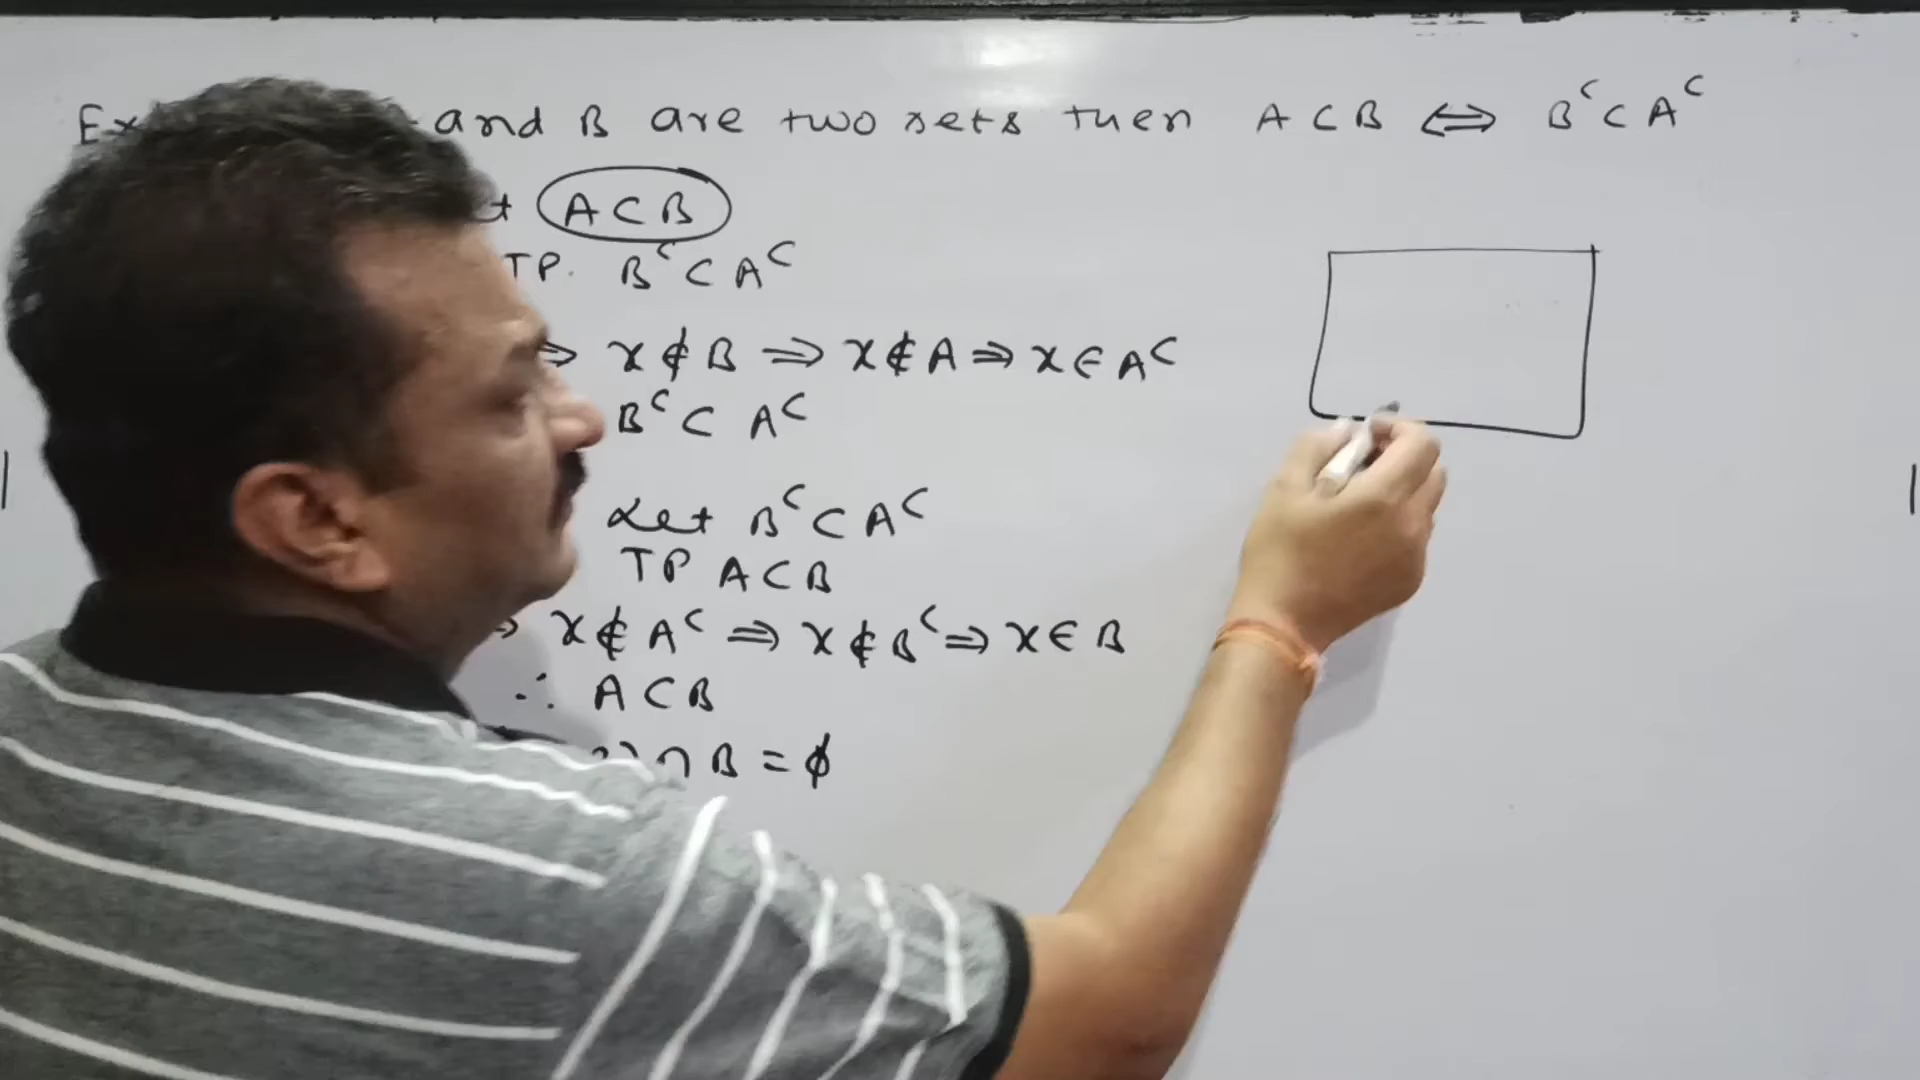 Ex and B are two sets then A ⊂ B ⇔ Bᶜ ⊂ Aᶜ
A ⊂ B
TP. Bᶜ ⊂ Aᶜ
⇒ x ∉ B ⇒ x ∉ A ⇒ x ∈ Aᶜ
Bᶜ ⊂ Aᶜ
Let Bᶜ ⊂ Aᶜ
TP A ⊂ B
⇒ x ∉ Aᶜ ⇒ x ∉ Bᶜ ⇒ x ∈ B
∴ A ⊂ B
∩ B = ϕ